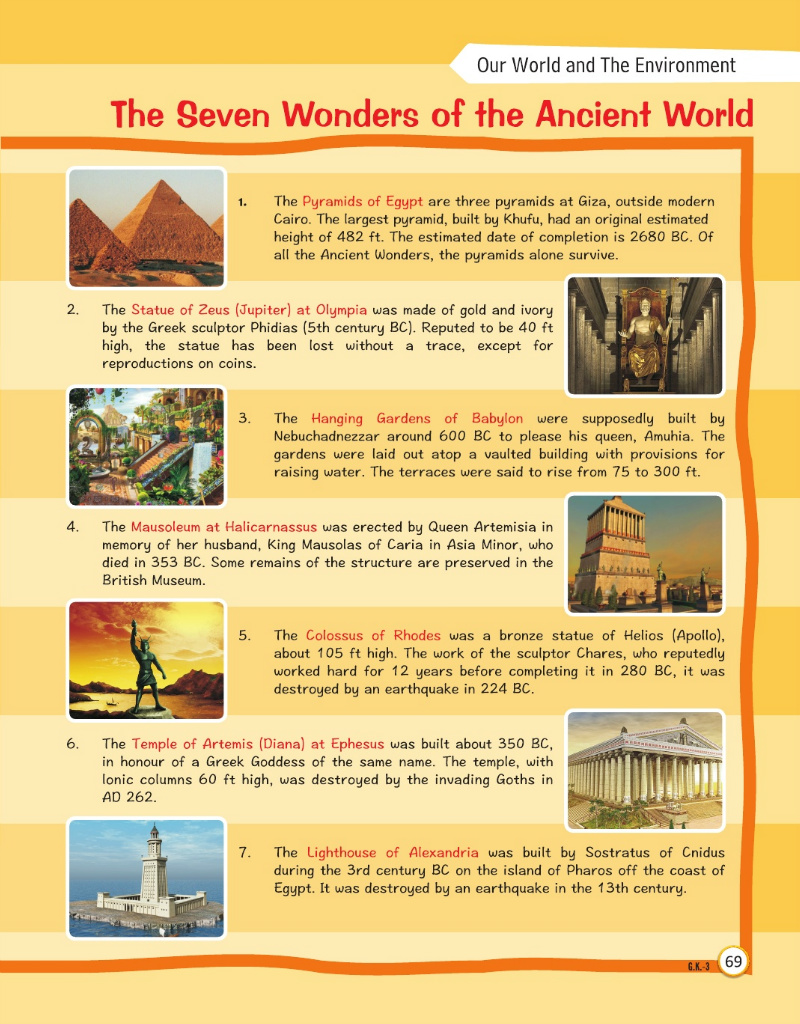 Our World and The Environment
The Seven Wonders of the Ancient World
1. The Pyramids of Egypt are three pyramids at Giza, outside modern
Cairo. The largest pyramid, built by Khufu, had an original estimated
height of 482 ft. The estimated date of completion is 2680 BC. Of
all the Ancient Wonders, the pyramids alone survive.
2. The Statue of Zeus (Jupiter) at Olympia was made of gold and ivory
by the Greek sculptor Phidias (5th century BC). Reputed to be 40 ft
high, the statue has been lost without a trace, except for
reproductions on coins.
3. The Hanging Gardens of Babylon were supposedly built by
Nebuchadnezzar around 600 BC to please his queen, Amuhia. The
gardens were laid out atop a vaulted building with provisions for
raising water. The terraces were said to rise from 75 to 300 ft.
4. The Mausoleum at Halicarnassus was erected by Queen Artemisia in
memory of her husband, King Mausolas of Caria in Asia Minor, who
died in 353 BC. Some remains of the structure are preserved in the
British Museum.
5. The Colossus of Rhodes was a bronze statue of Helios (Apollo),
about 105 ft high. The work of the sculptor Chares, who reputedly
worked hard for 12 years before completing it in 280 BC, it was
destroyed by an earthquake in 224 BC.
6. The Temple of Artemis (Diana) at Ephesus was built about 350 BC,
in honour of a Greek Goddess of the same name. The temple, with
Ionic columns 60 ft high, was destroyed by the invading Goths in
AD 262.
7. The Lighthouse of Alexandria was built by Sostratus of Cnidus
during the 3rd century BC on the island of Pharos off the coast of
Egypt. It was destroyed by an earthquake in the 13th century.
G.K.-3 69